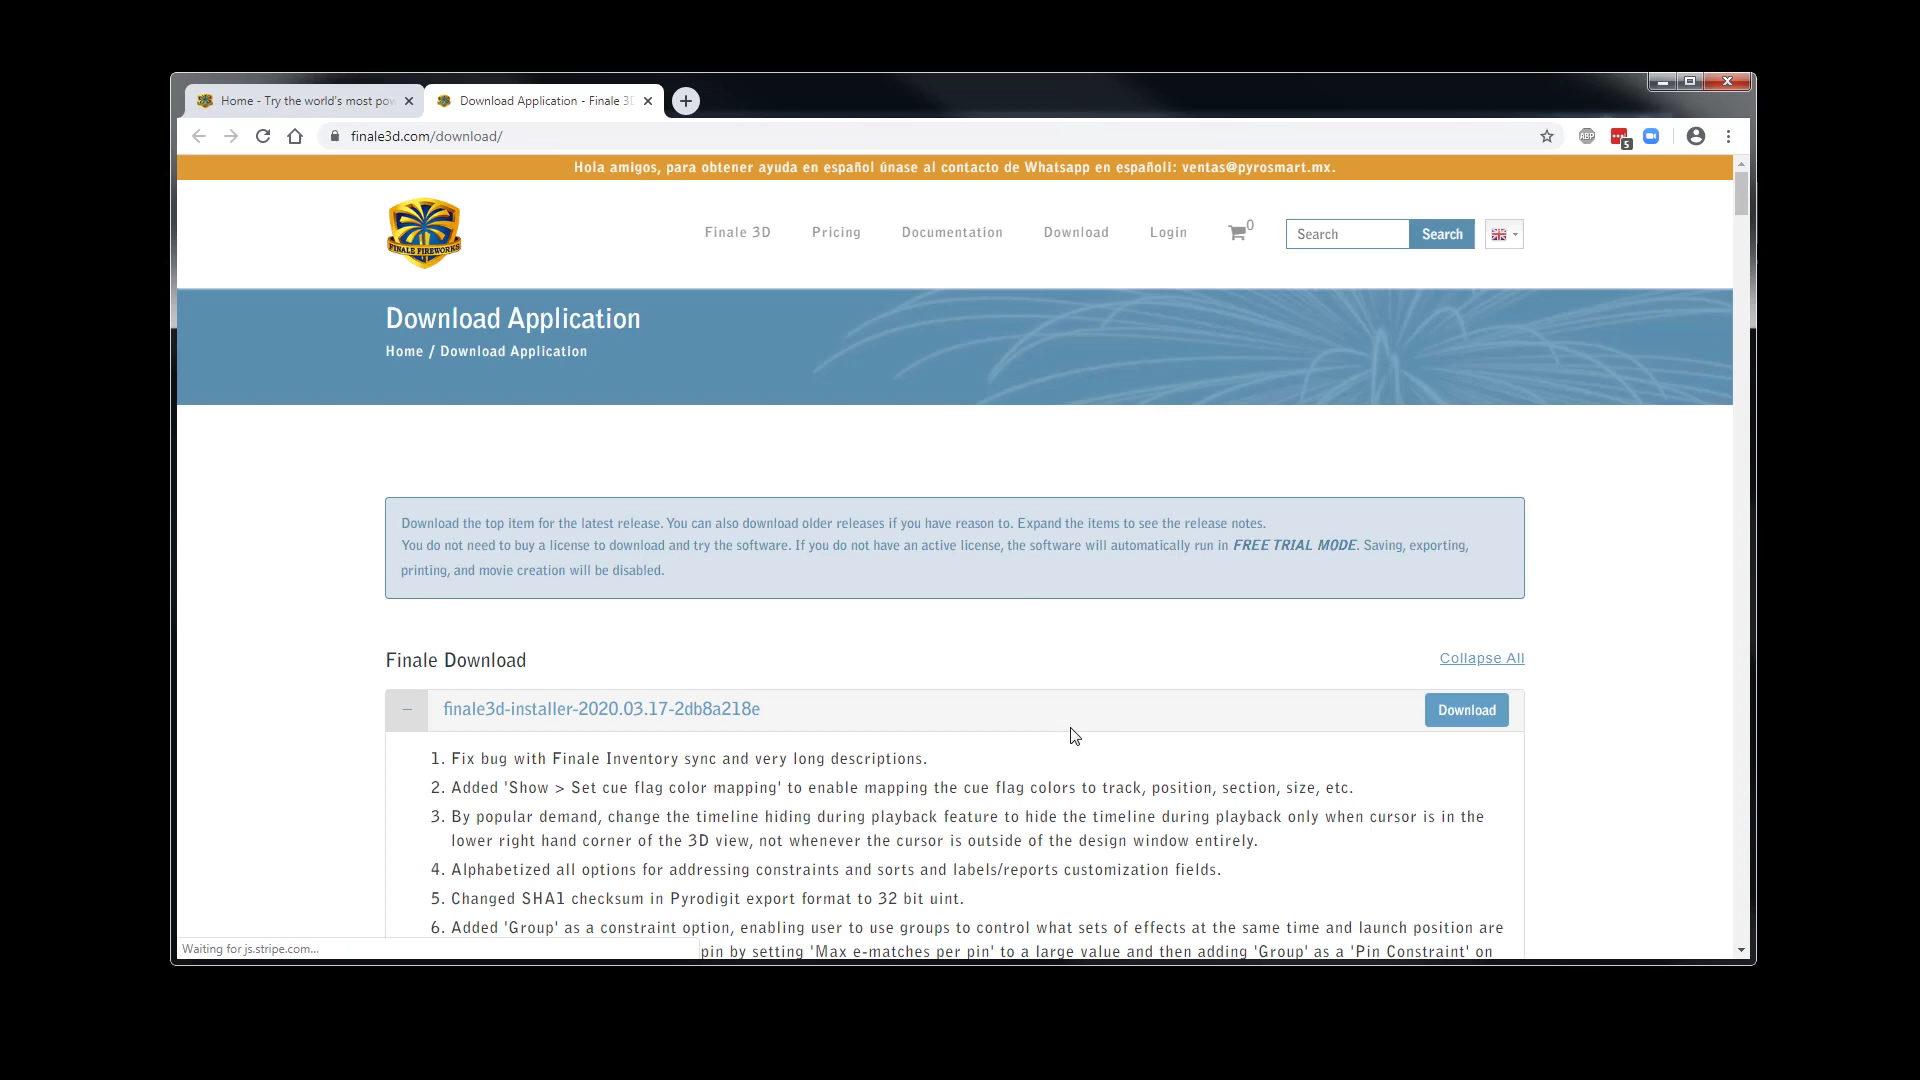 Home - Try the world's most pow
Download Application - Finale 3D
finale3d.com/download/
ABP
5
Hola amigos, para obtener ayuda en español únase al contacto de Whatsapp en españoli: ventas@pyrosmart.mx.
FINALE FIREWORKS
Finale 3D
Pricing
Documentation
Download
Login
0
Search
Search
Download Application
Home / Download Application
Download the top item for the latest release. You can also download older releases if you have reason to. Expand the items to see the release notes.
You do not need to buy a license to download and try the software. If you do not have an active license, the software will automatically run in FREE TRIAL MODE. Saving, exporting,
printing, and movie creation will be disabled.
Finale Download
Collapse All
finale3d-installer-2020.03.17-2db8a218e
Download
1. Fix bug with Finale Inventory sync and very long descriptions.
2. Added 'Show > Set cue flag color mapping' to enable mapping the cue flag colors to track, position, section, size, etc.
3. By popular demand, change the timeline hiding during playback feature to hide the timeline during playback only when cursor is in the
lower right hand corner of the 3D view, not whenever the cursor is outside of the design window entirely.
4. Alphabetized all options for addressing constraints and sorts and labels/reports customization fields.
5. Changed SHA1 checksum in Pyrodigit export format to 32 bit uint.
6. Added 'Group' as a constraint option, enabling user to use groups to control what sets of effects at the same time and launch position are
pin by setting 'Max e-matches per pin' to a large value and then adding 'Group' as a 'Pin Constraint' on
Waiting for js.stripe.com...